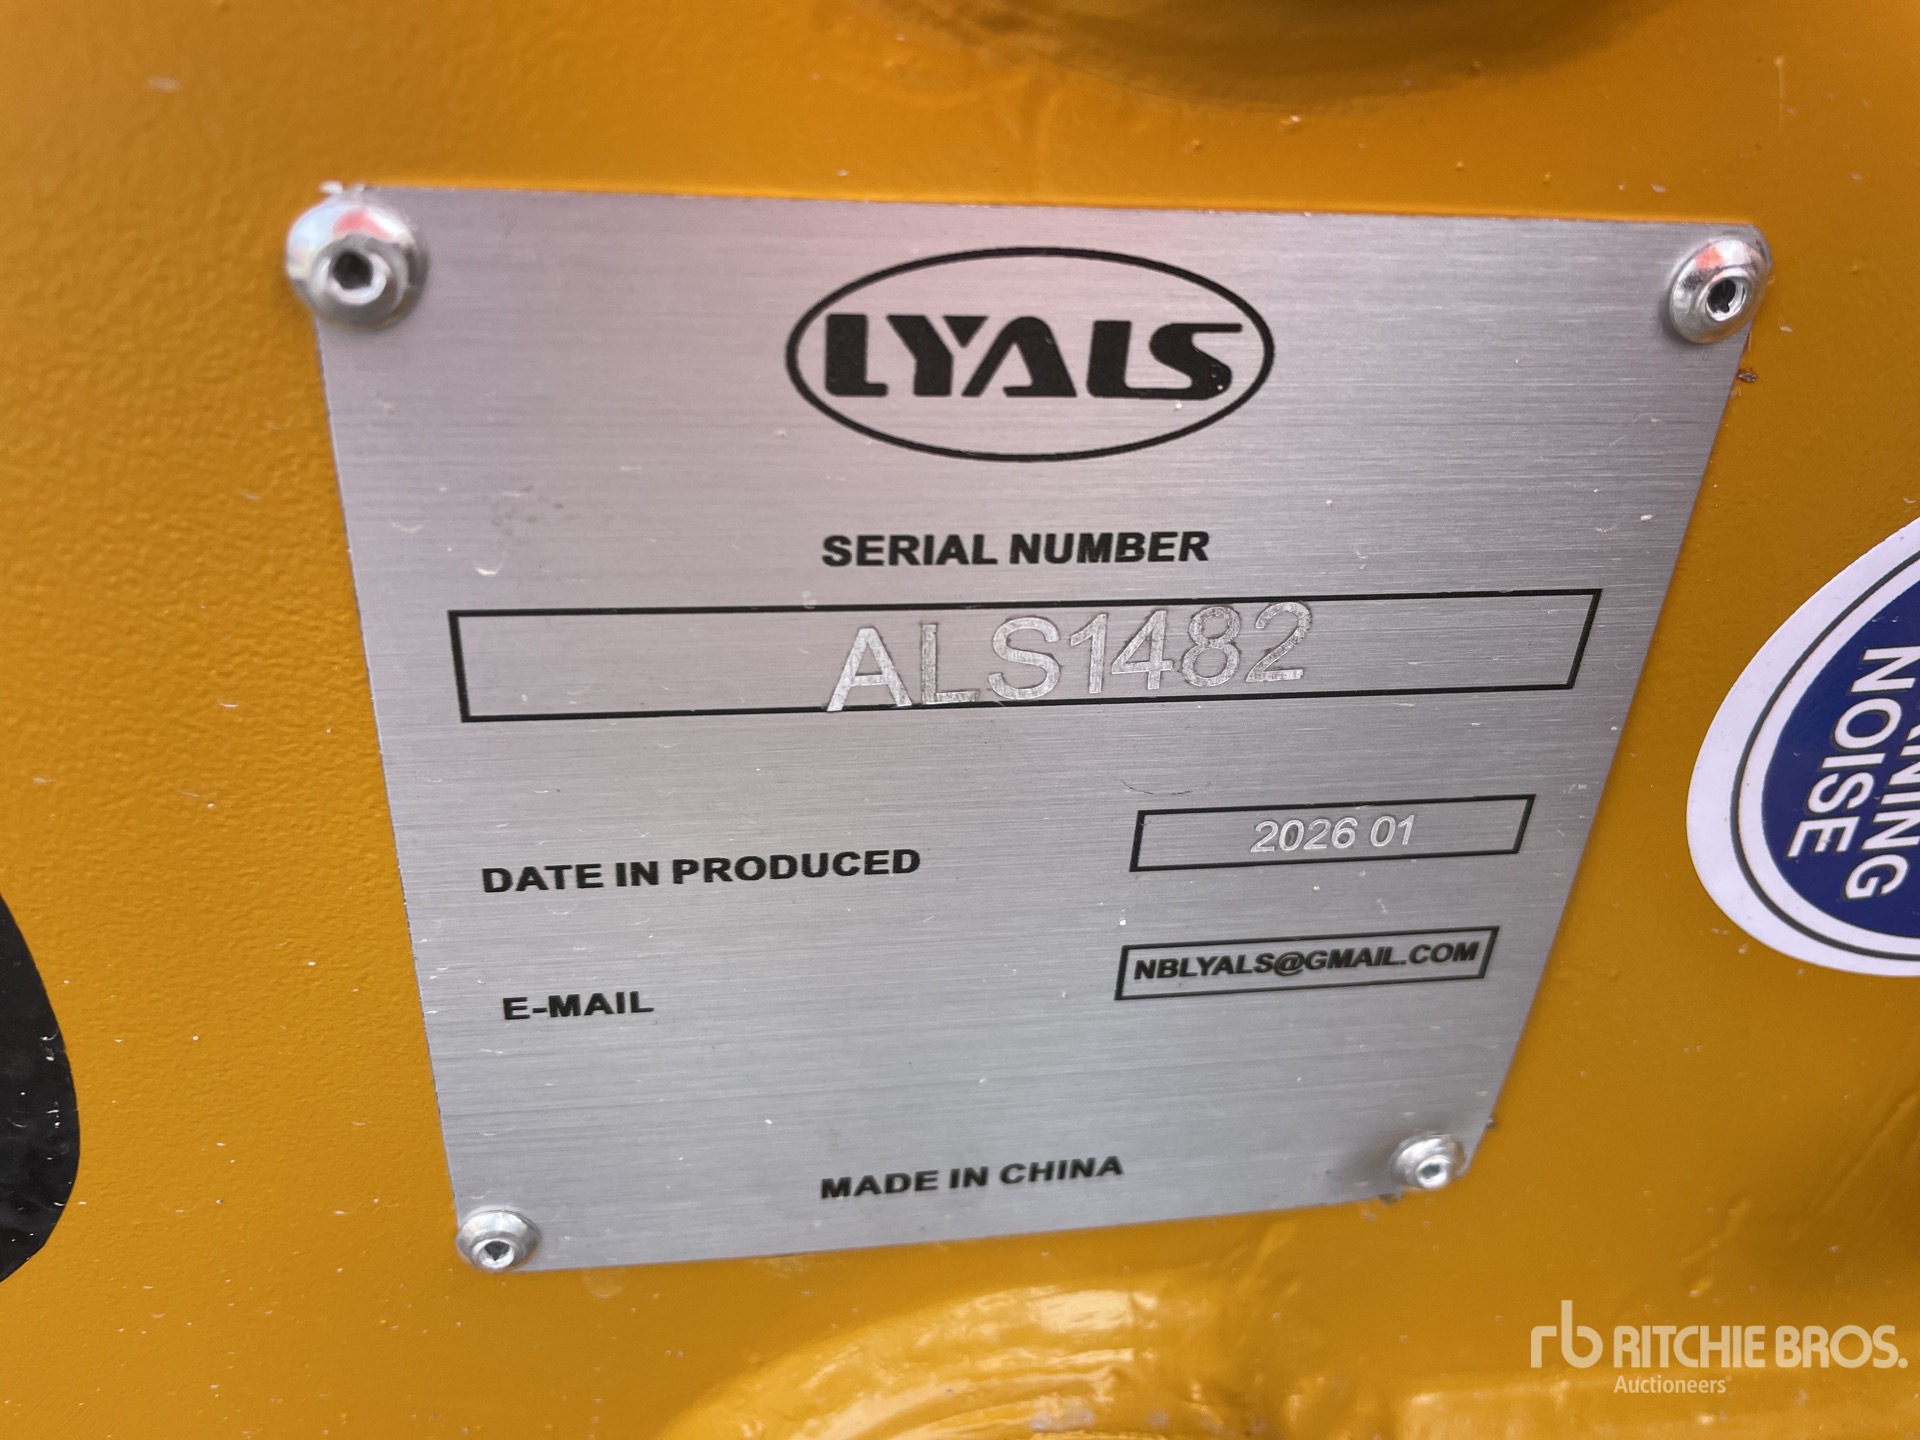 LYALS
SERIAL NUMBER
ALS1482
DATE IN PRODUCED
2026 01
E-MAIL
NBLYALS@GMAIL.COM
MADE IN CHINA
NOISE
rb RITCHIE BROS.
Auctioneers